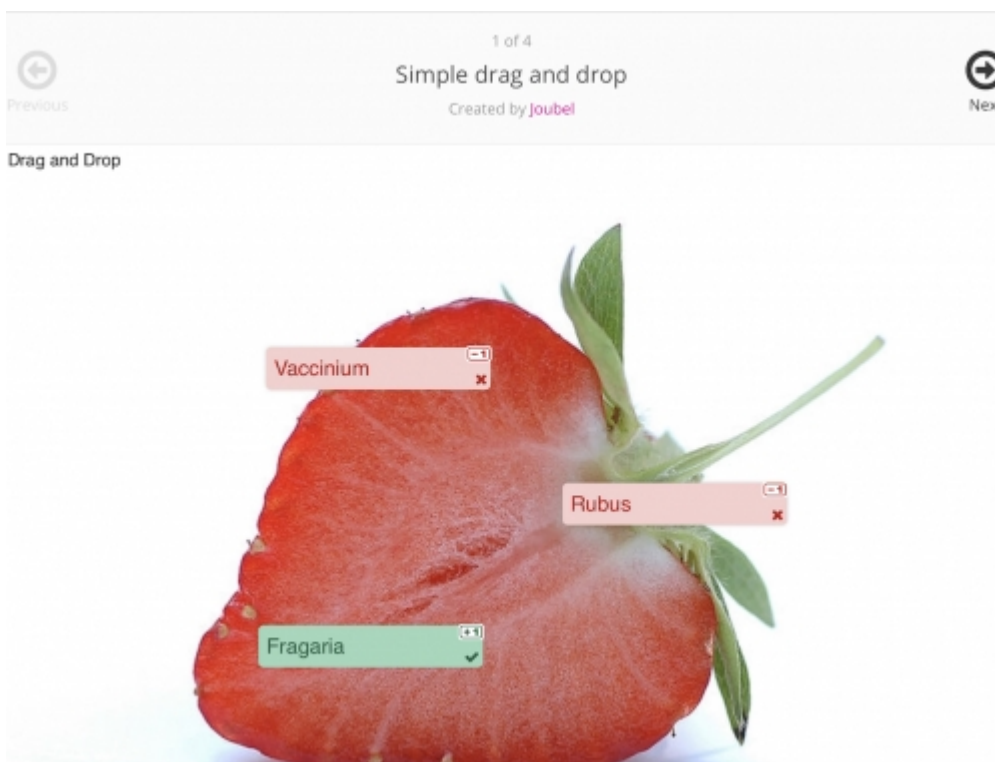 1 of 4
Simple drag and drop
Created by Joubel
Previous
Nex
Drag and Drop
Vaccinium
-1
Rubus
-1
Fragaria
+1